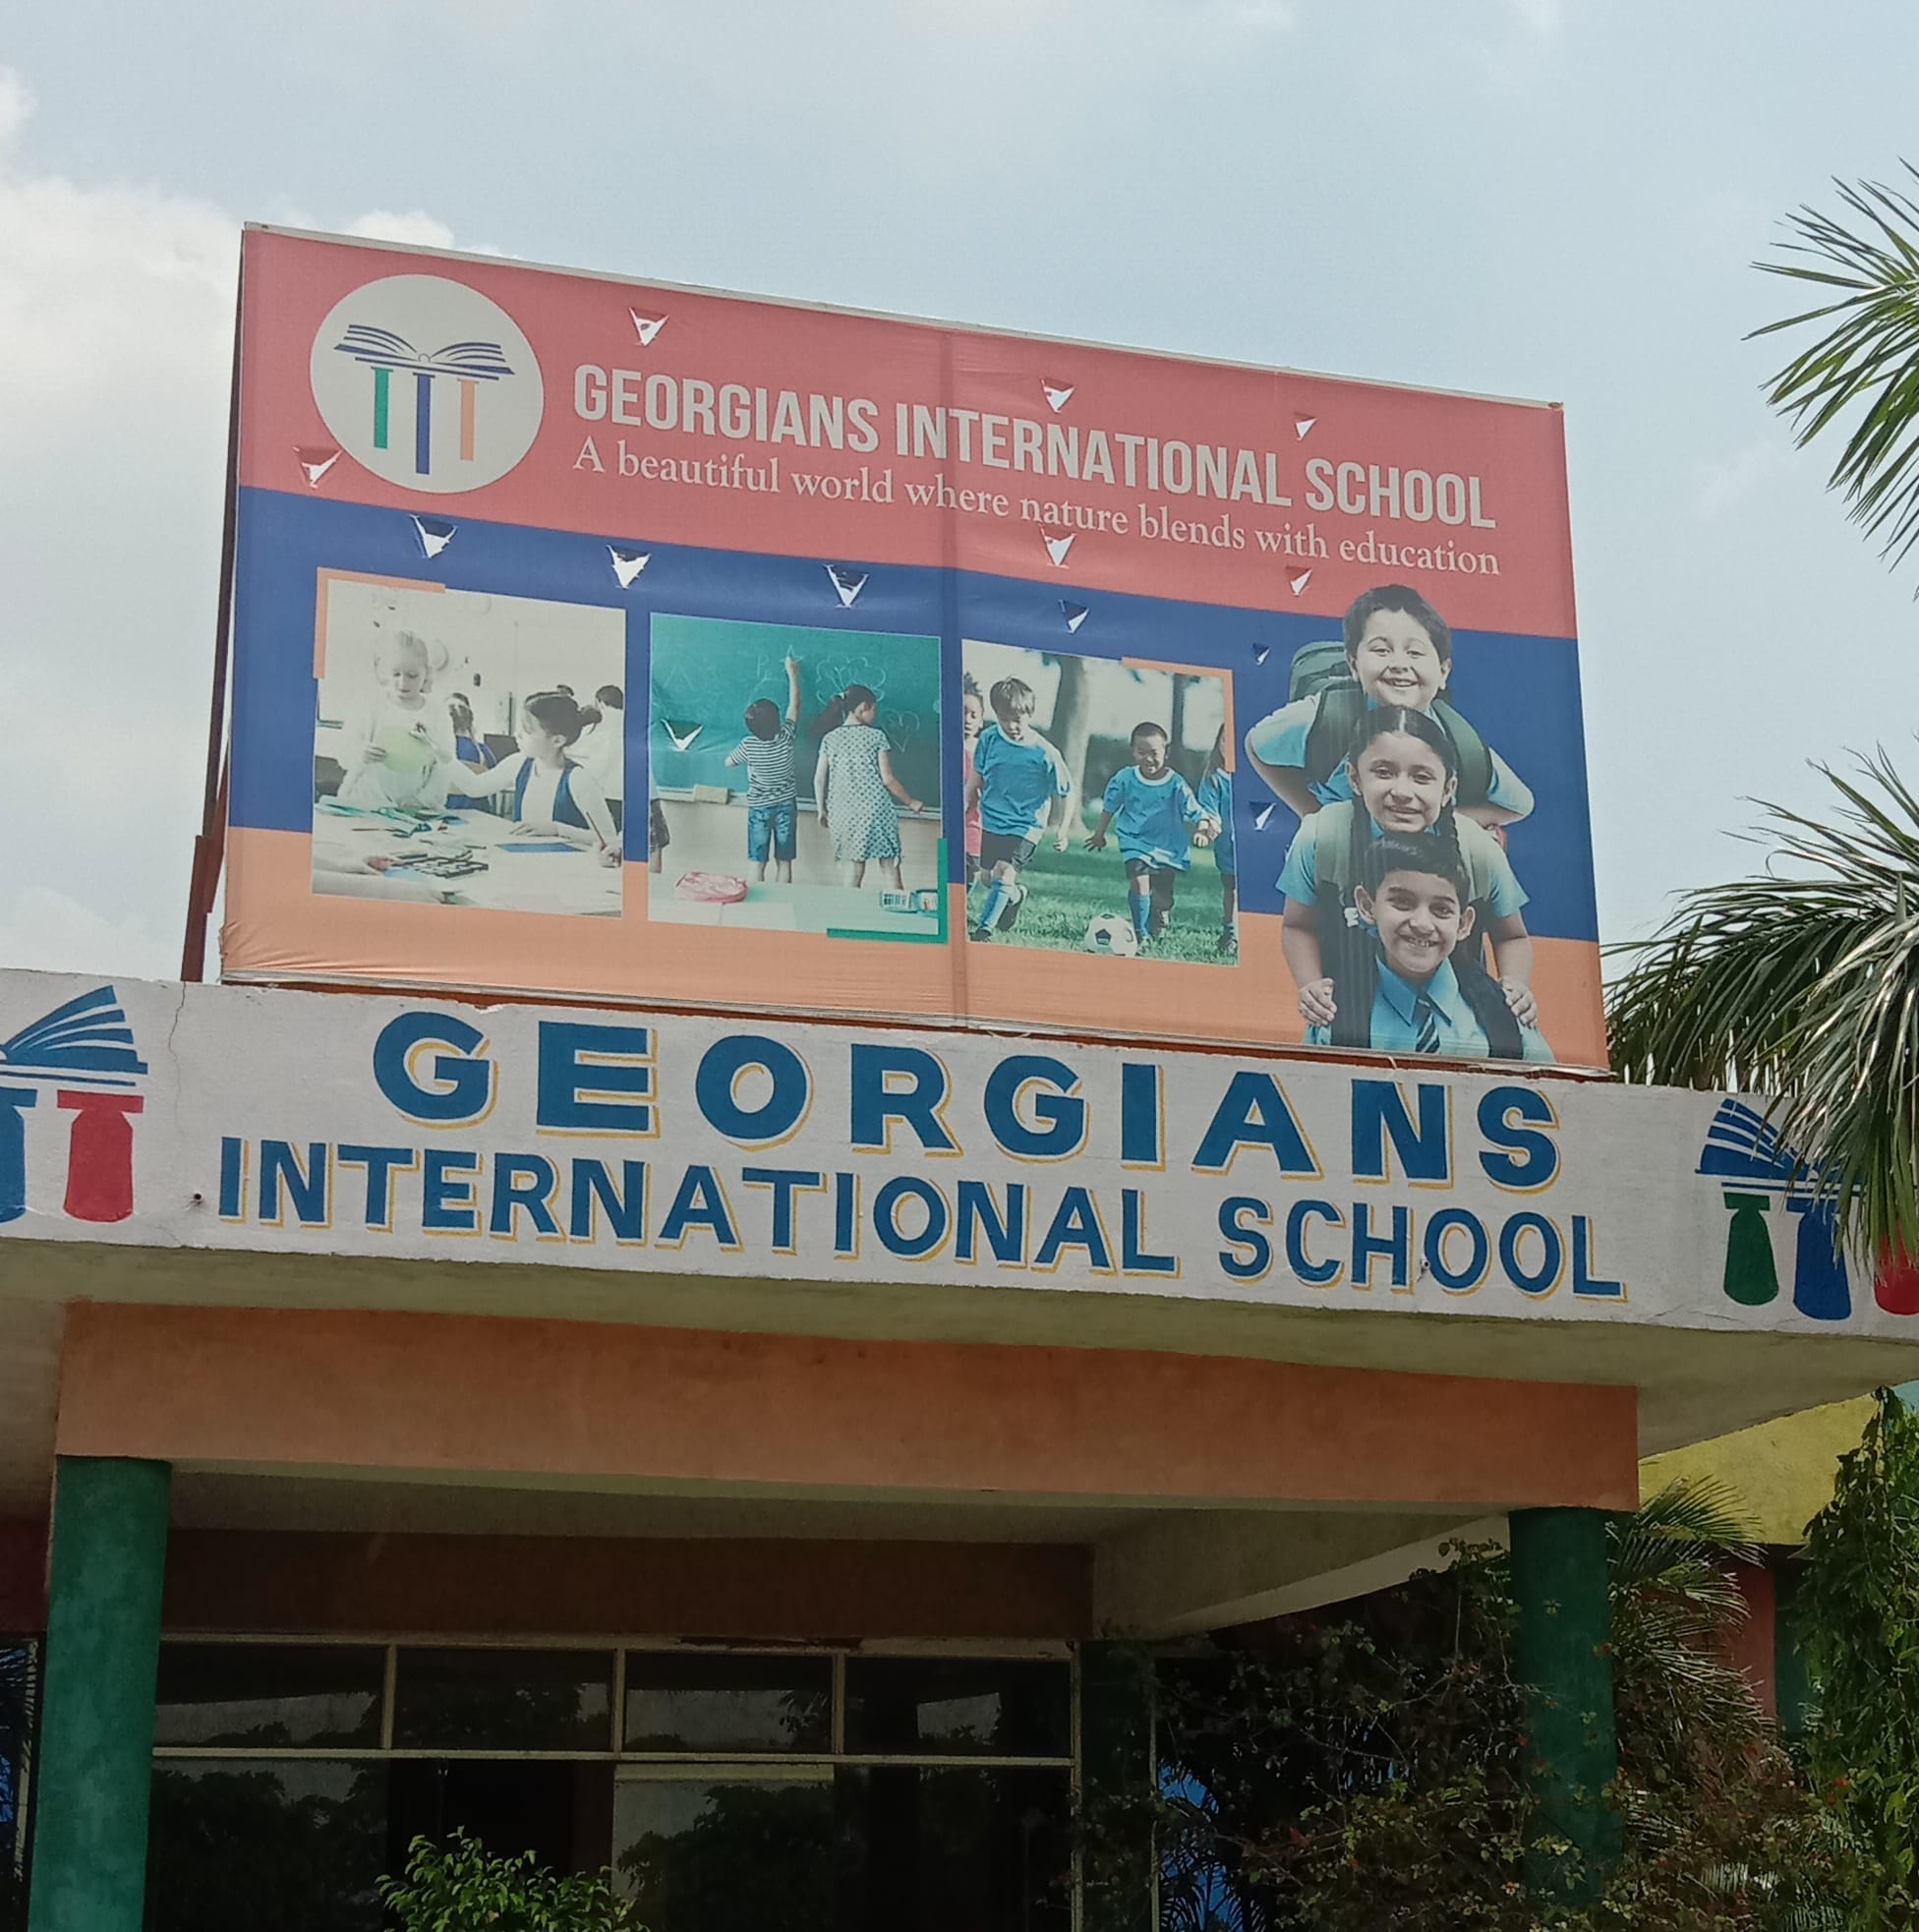 GEORGIANS INTERNATIONAL SCHOOL
A beautiful world where nature blends with education
GEORGIANS
INTERNATIONAL SCHOOL